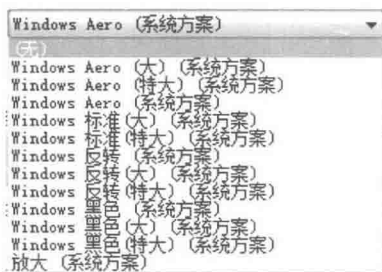 Windows Aero (系统方案)
(无)
Windows Aero (大) (系统方案)
Windows Aero (特大) (系统方案)
Windows Aero (系统方案)
Windows 标准(大) (系统方案)
Windows 标准(特大) (系统方案)
Windows 反转 (系统方案)
Windows 反转(大) (系统方案)
Windows 反转(特大) (系统方案)
Windows 黑色 (系统方案)
Windows 黑色(大) (系统方案)
Windows 黑色(特大) (系统方案)
放大 (系统方案)